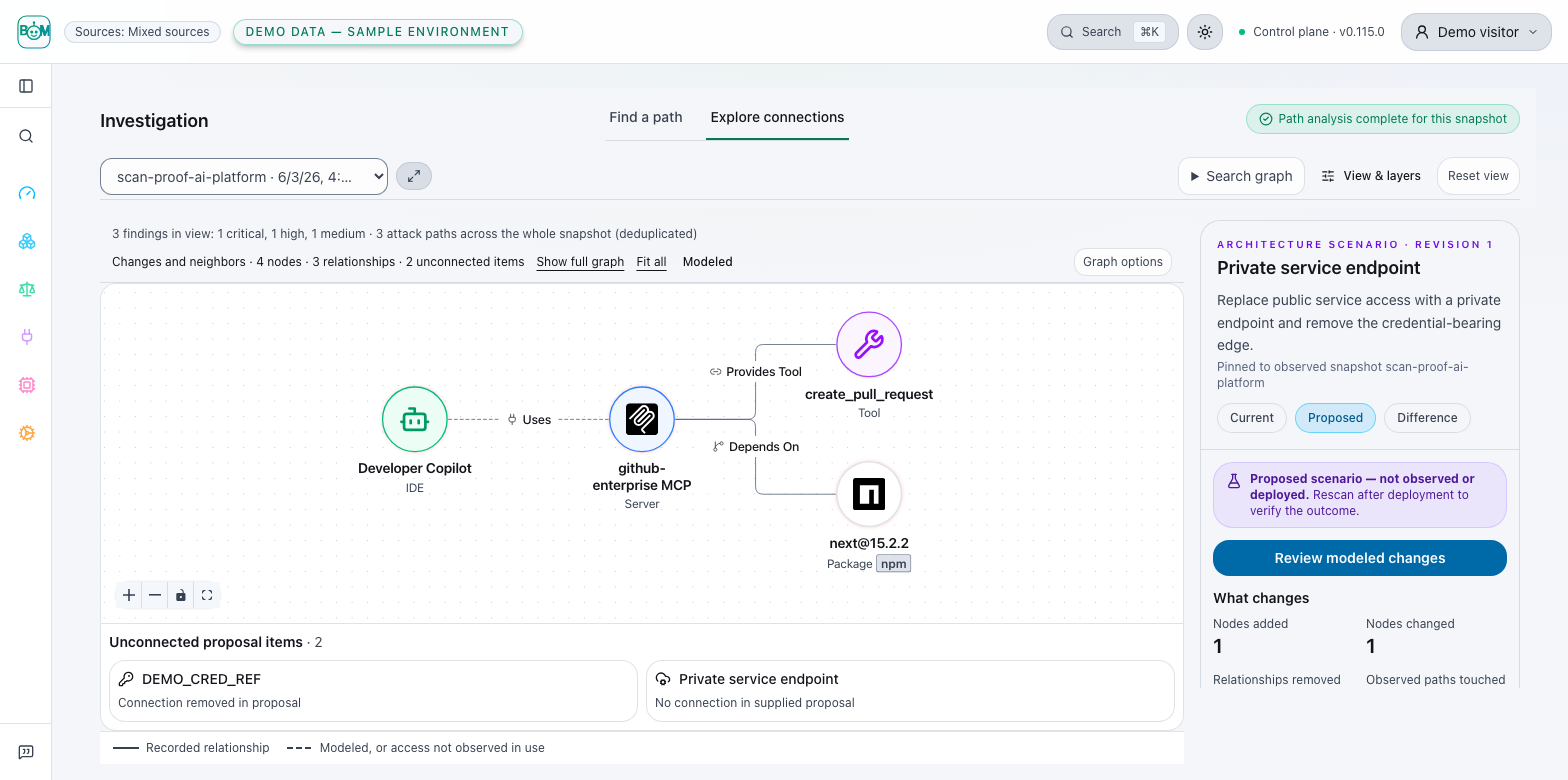 BOM
Sources: Mixed sources
DEMO DATA — SAMPLE ENVIRONMENT
Search ⌘K
Control plane · v0.115.0
Demo visitor
Investigation
Find a path
Explore connections
Path analysis complete for this snapshot
scan-proof-ai-platform · 6/3/26, 4:...
Search graph
View & layers
Reset view
3 findings in view: 1 critical, 1 high, 1 medium · 3 attack paths across the whole snapshot (deduplicated)
Changes and neighbors · 4 nodes · 3 relationships · 2 unconnected items Show full graph Fit all Modeled
Graph options
Uses
Provides Tool
Depends On
Developer Copilot
IDE
github-
enterprise MCP
Server
create_pull_request
Tool
next@15.2.2
Package npm
Unconnected proposal items · 2
DEMO_CRED_REF
Connection removed in proposal
Private service endpoint
No connection in supplied proposal
Recorded relationship
Modeled, or access not observed in use
ARCHITECTURE SCENARIO · REVISION 1
Private service endpoint
Replace public service access with a private
endpoint and remove the credential-bearing
edge.
Pinned to observed snapshot scan-proof-ai-
platform
Current
Proposed
Difference
Proposed scenario — not observed or
deployed. Rescan after deployment to
verify the outcome.
Review modeled changes
What changes
Nodes added
1
Nodes changed
1
Relationships removed
Observed paths touched